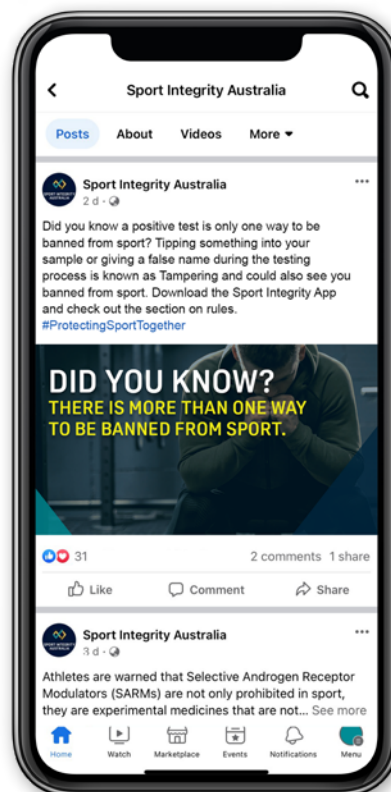 Sport Integrity Australia
Posts About Videos More
Sport Integrity Australia
2 d
Did you know a positive test is only one way to be
banned from sport? Tipping something into your
sample or giving a false name during the testing
process is known as Tampering and could also see you
banned from sport. Download the Sport Integrity App
and check out the section on rules.
#ProtectingSportTogether
DID YOU KNOW?
THERE IS MORE THAN ONE WAY
TO BE BANNED FROM SPORT.
31 2 comments 1 share
Like Comment Share
Sport Integrity Australia
3 d
Athletes are warned that Selective Androgen Receptor
Modulators (SARMs) are not only prohibited in sport,
they are experimental medicines that are not... See more
Home Watch Marketplace Events Notifications Menu